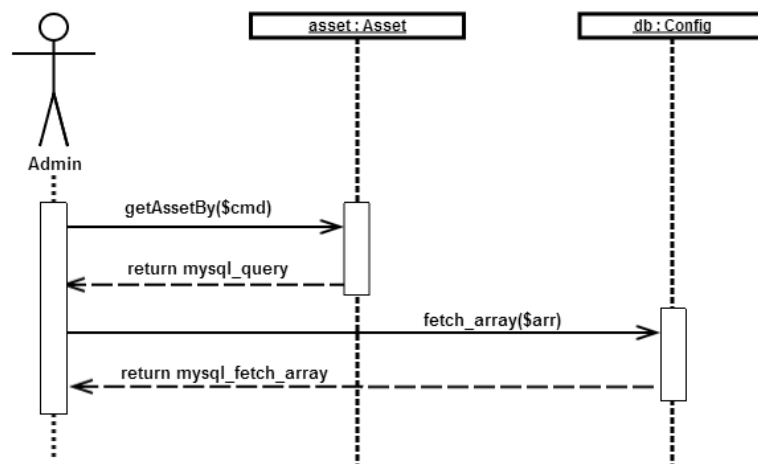 asset : Asset
db : Config
Admin
getAssetBy($cmd)
return mysql_query
fetch_array($arr)
return mysql_fetch_array